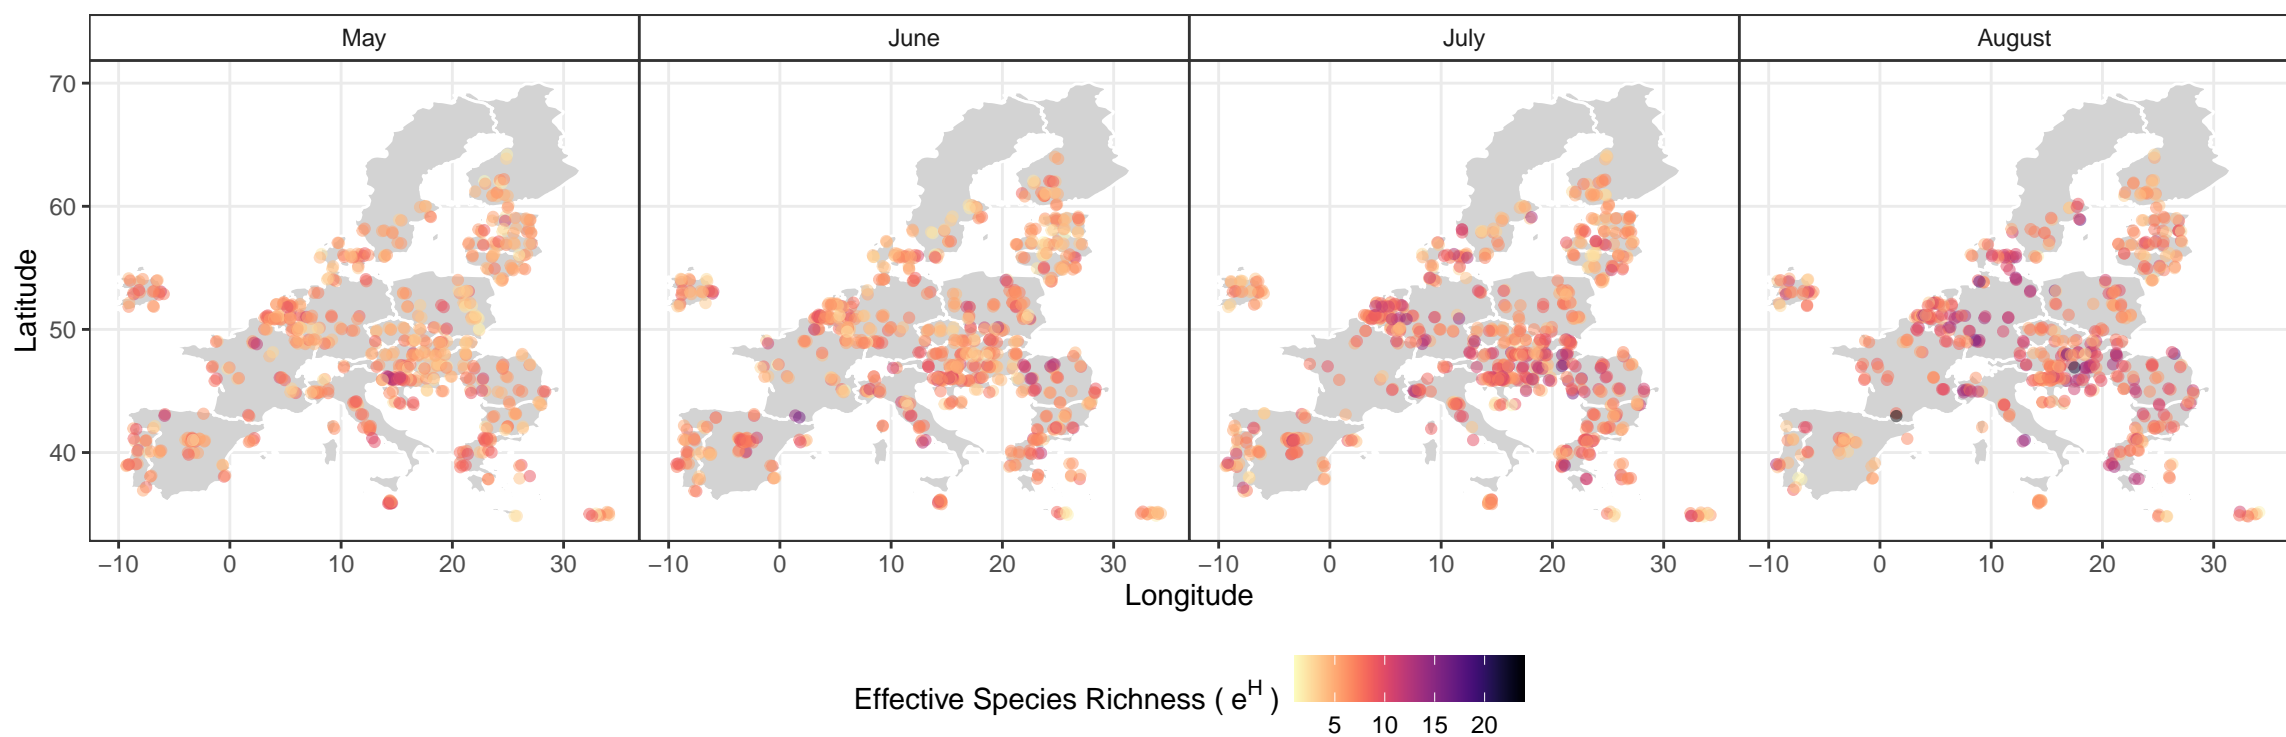 May June July August
70
60
50
40
Latitude
−10 0 10 20 30 −10 0 10 20 30 −10 0 10 20 30 −10 0 10 20 30
Longitude
Effective Species Richness ( e^H )
5 10 15 20